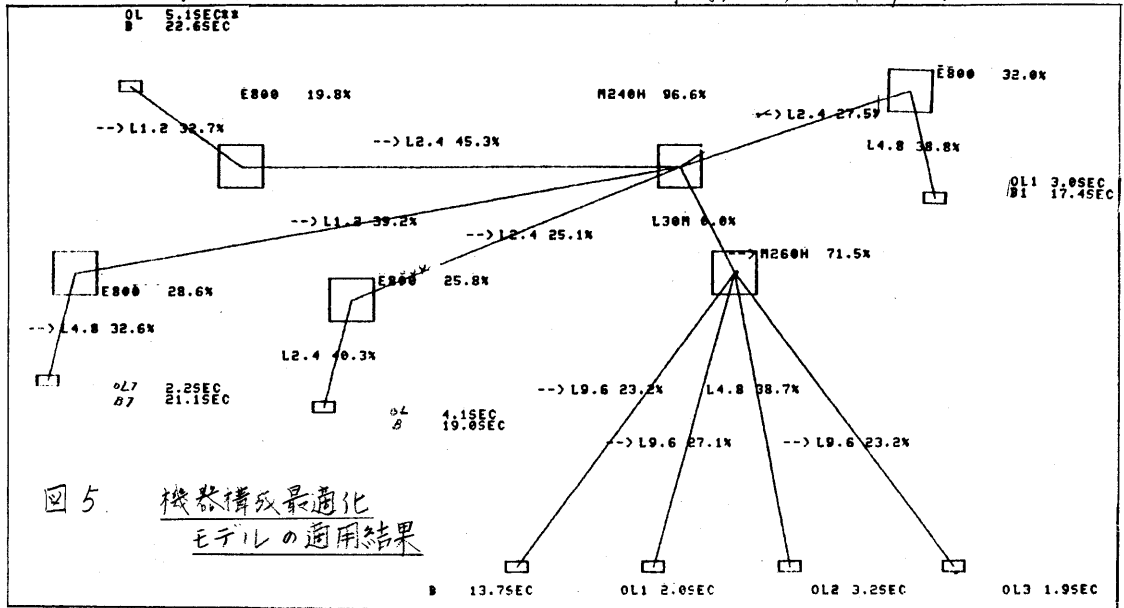 OL 5.1SEC**
B 22.6SEC
E800 19.8%
M240H 96.6%
E800 32.0%
--> L1.2 32.7%
--> L2.4 45.3%
--> L2.4 27.5%
L4.8 38.8%
OL1 3.0SEC
B1 17.4SEC
--> L1.2 39.2%
--> L2.4 25.1%
L30M 0.0%
--> M260H 71.5%
E800 28.6%
E800 25.8%
--> L4.8 32.6%
L2.4 40.3%
OL7 2.2SEC
B7 21.1SEC
OL 4.1SEC
B 19.0SEC
--> L9.6 23.2%
L4.8 38.7%
--> L9.6 27.1%
--> L9.6 23.2%
図5. 機器構成最適化
モデルの適用結果
B 13.7SEC
OL1 2.0SEC
OL2 3.2SEC
OL3 1.9SEC